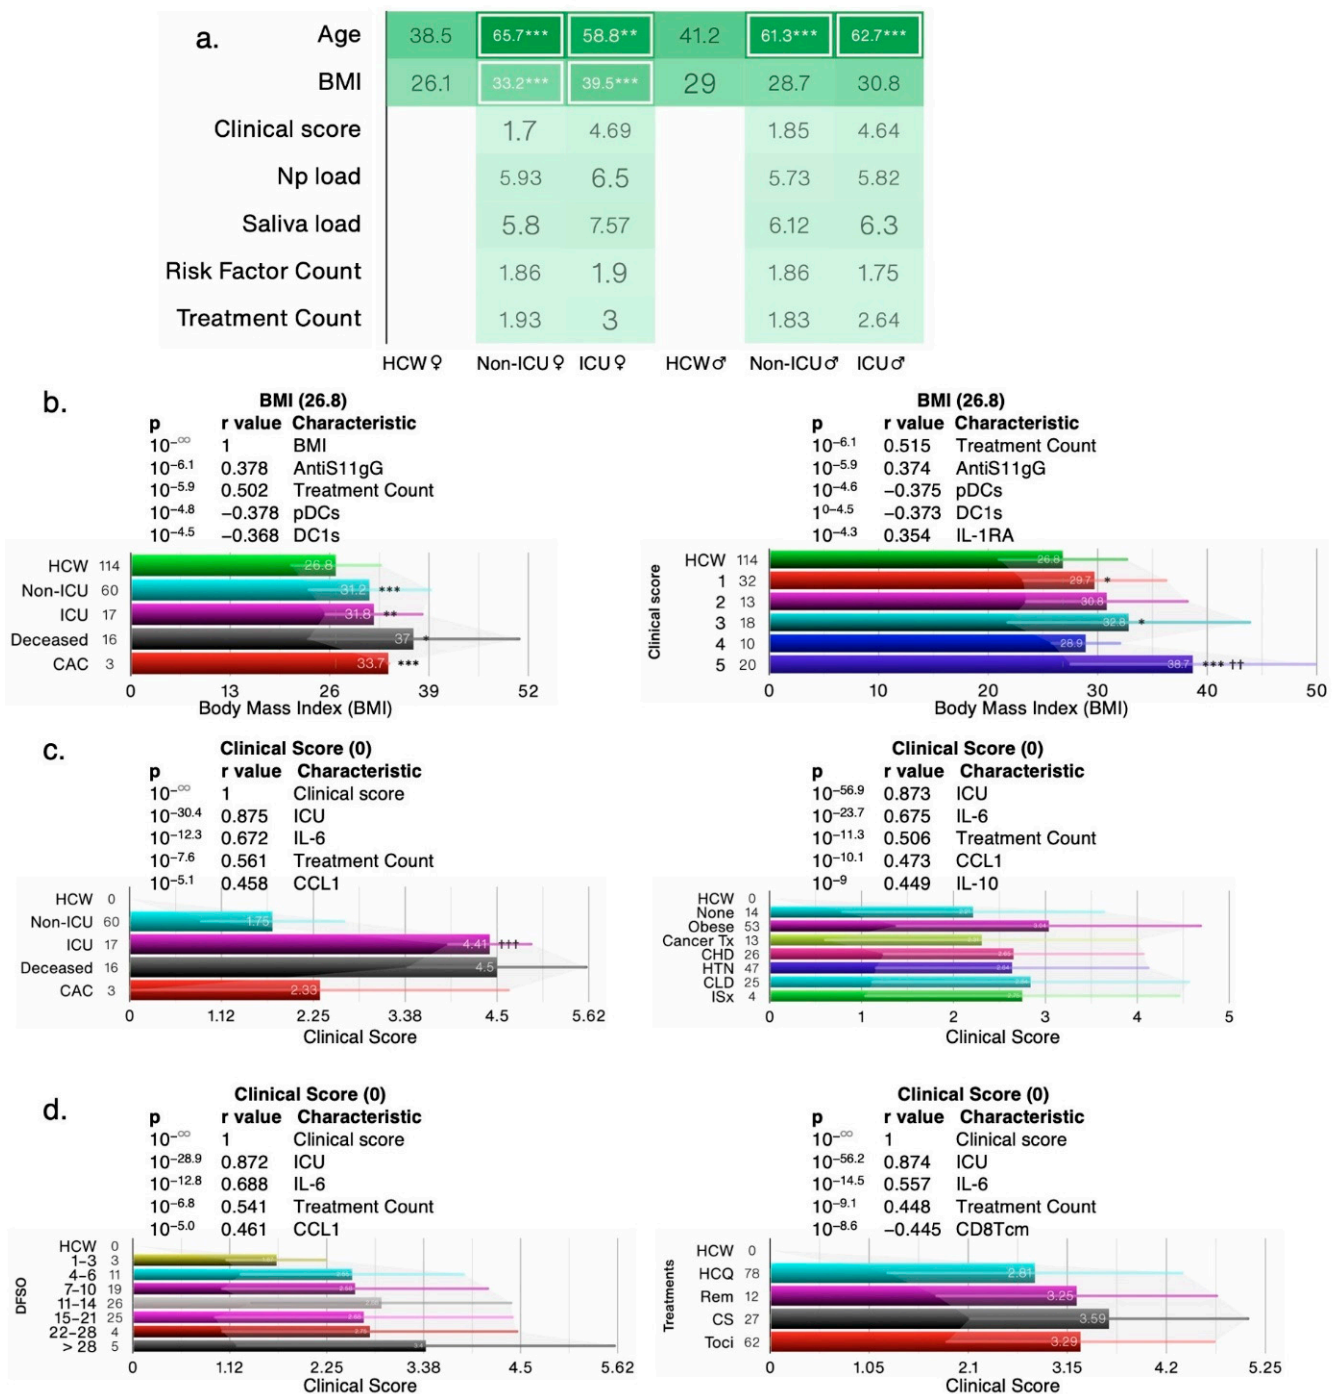 a.
Age 38.5 65.7*** 58.8** 41.2 61.3*** 62.7***
BMI 26.1 33.2*** 39.5*** 29 28.7 30.8
Clinical score 1.7 4.69 1.85 4.64
Np load 5.93 6.5 5.73 5.82
Saliva load 5.8 7.57 6.12 6.3
Risk Factor Count 1.86 1.9 1.86 1.75
Treatment Count 1.93 3 1.83 2.64
HCW♀ Non-ICU♀ ICU♀ HCW♂ Non-ICU♂ ICU♂
b.
BMI (26.8)
p r value Characteristic
10⁻∞ 1 BMI
10⁻⁶·¹ 0.378 AntiS11gG
10⁻⁵·⁹ 0.502 Treatment Count
10⁻⁴·⁸ −0.378 pDCs
10⁻⁴·⁵ −0.368 DC1s
HCW 114 26.8
Non-ICU 60 31.2 ***
ICU 17 31.8 **
Deceased 16 37 *
CAC 3 33.7 ***
0 13 26 39 52
Body Mass Index (BMI)
BMI (26.8)
p r value Characteristic
10⁻⁶·¹ 0.515 Treatment Count
10⁻⁵·⁹ 0.374 AntiS11gG
10⁻⁴·⁶ −0.375 pDCs
1⁰⁻⁴·⁵ −0.373 DC1s
10⁻⁴·³ 0.354 IL-1RA
Clinical score
HCW 114 26.8
1 32 29.7 *
2 13 30.8
3 18 32.8 *
4 10 28.9
5 20 38.7 *** ††
0 10 20 30 40 50
Body Mass Index (BMI)
c.
Clinical Score (0)
p r value Characteristic
10⁻∞ 1 Clinical score
10⁻³⁰·⁴ 0.875 ICU
10⁻¹²·³ 0.672 IL-6
10⁻⁷·⁶ 0.561 Treatment Count
10⁻⁵·¹ 0.458 CCL1
HCW 0
Non-ICU 60 1.75
ICU 17 4.41 †††
Deceased 16 4.5
CAC 3 2.33
0 1.12 2.25 3.38 4.5 5.62
Clinical Score
Clinical Score (0)
p r value Characteristic
10⁻⁵⁶·⁹ 0.873 ICU
10⁻²³·⁷ 0.675 IL-6
10⁻¹¹·³ 0.506 Treatment Count
10⁻¹⁰·¹ 0.473 CCL1
10⁻⁹ 0.449 IL-10
HCW 0
None 14
Obese 53
Cancer Tx 13
CHD 26
HTN 47
CLD 25
ISx 4
0 1 2 3 4 5
Clinical Score
d.
Clinical Score (0)
p r value Characteristic
10⁻∞ 1 Clinical score
10⁻²⁸·⁹ 0.872 ICU
10⁻¹²·⁸ 0.688 IL-6
10⁻⁶·⁸ 0.541 Treatment Count
10⁻⁵·⁰ 0.461 CCL1
DFSO
HCW 0
1−3 3
4−6 11
7−10 19
11−14 26
15−21 25
22−28 4
> 28 5
0 1.12 2.25 3.38 4.5 5.62
Clinical Score
Clinical Score (0)
p r value Characteristic
10⁻∞ 1 Clinical score
10⁻⁵⁶·² 0.874 ICU
10⁻¹⁴·⁵ 0.557 IL-6
10⁻⁹·¹ 0.448 Treatment Count
10⁻⁸·⁶ −0.445 CD8Tcm
Treatments
HCW 0
HCQ 78 2.81
Rem 12 3.25
CS 27 3.59
Toci 62 3.29
0 1.05 2.1 3.15 4.2 5.25
Clinical Score